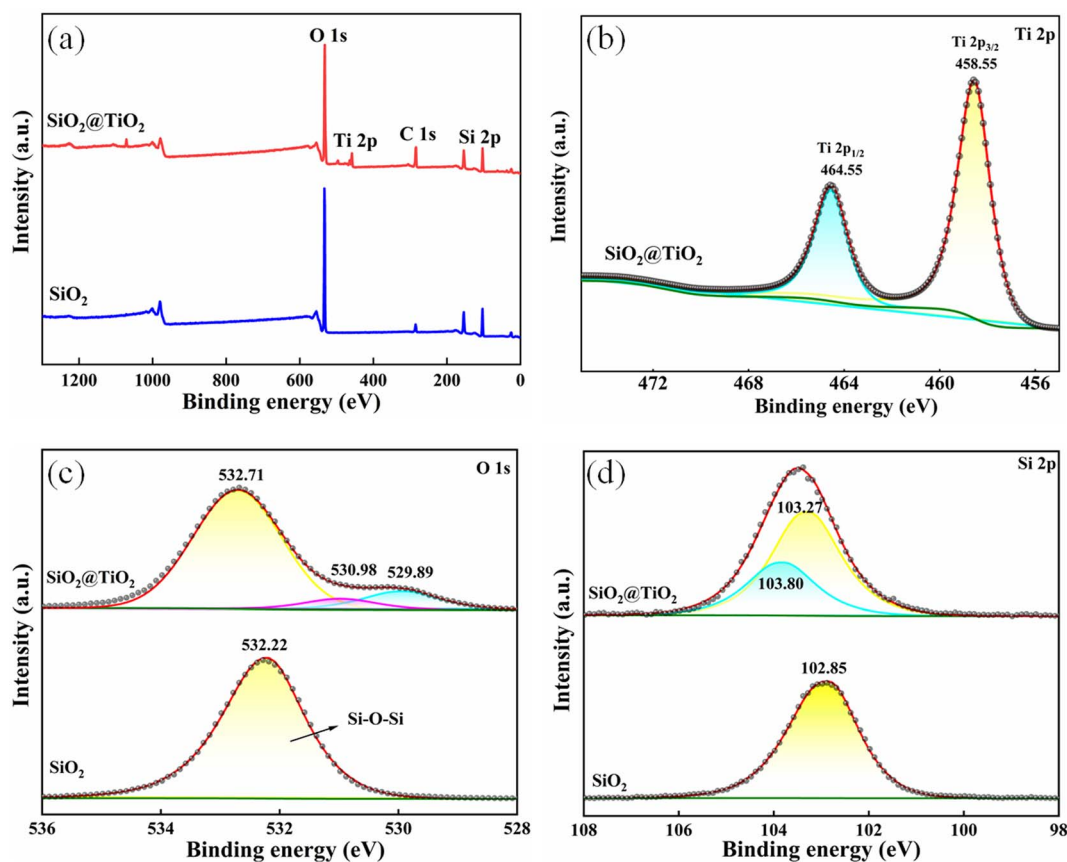 (a)
O 1s
SiO2@TiO2
Ti 2p
C 1s
Si 2p
SiO2
Intensity (a.u.)
1200 1000 800 600 400 200 0
Binding energy (eV)
(b)
Ti 2p
Ti 2p3/2
458.55
Ti 2p1/2
464.55
SiO2@TiO2
Intensity (a.u.)
472 468 464 460 456
Binding energy (eV)
(c)
O 1s
532.71
530.98
529.89
SiO2@TiO2
532.22
Si-O-Si
SiO2
Intensity (a.u.)
536 534 532 530 528
Binding energy (eV)
(d)
Si 2p
103.27
103.80
SiO2@TiO2
102.85
SiO2
Intensity (a.u.)
108 106 104 102 100 98
Binding energy (eV)